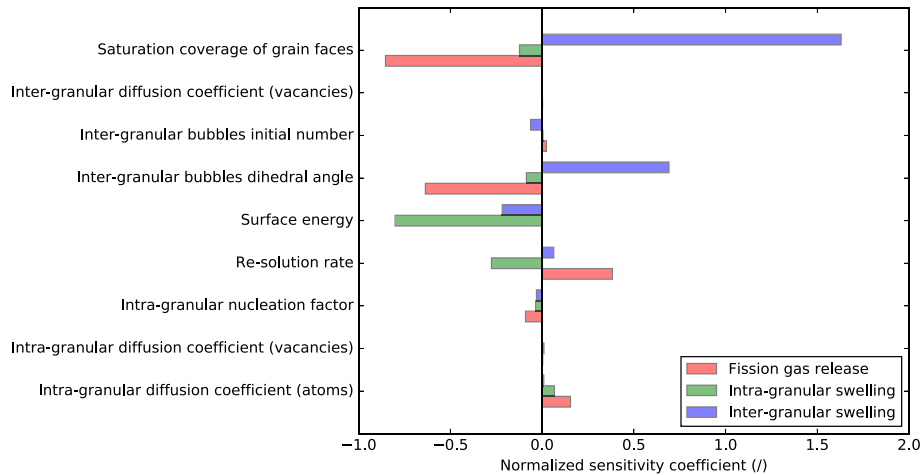 Saturation coverage of grain faces
Inter-granular diffusion coefficient (vacancies)
Inter-granular bubbles initial number
Inter-granular bubbles dihedral angle
Surface energy
Re-solution rate
Intra-granular nucleation factor
Intra-granular diffusion coefficient (vacancies)
Intra-granular diffusion coefficient (atoms)
Fission gas release
Intra-granular swelling
Inter-granular swelling
−1.0 −0.5 0.0 0.5 1.0 1.5 2.0
Normalized sensitivity coefficient (/)